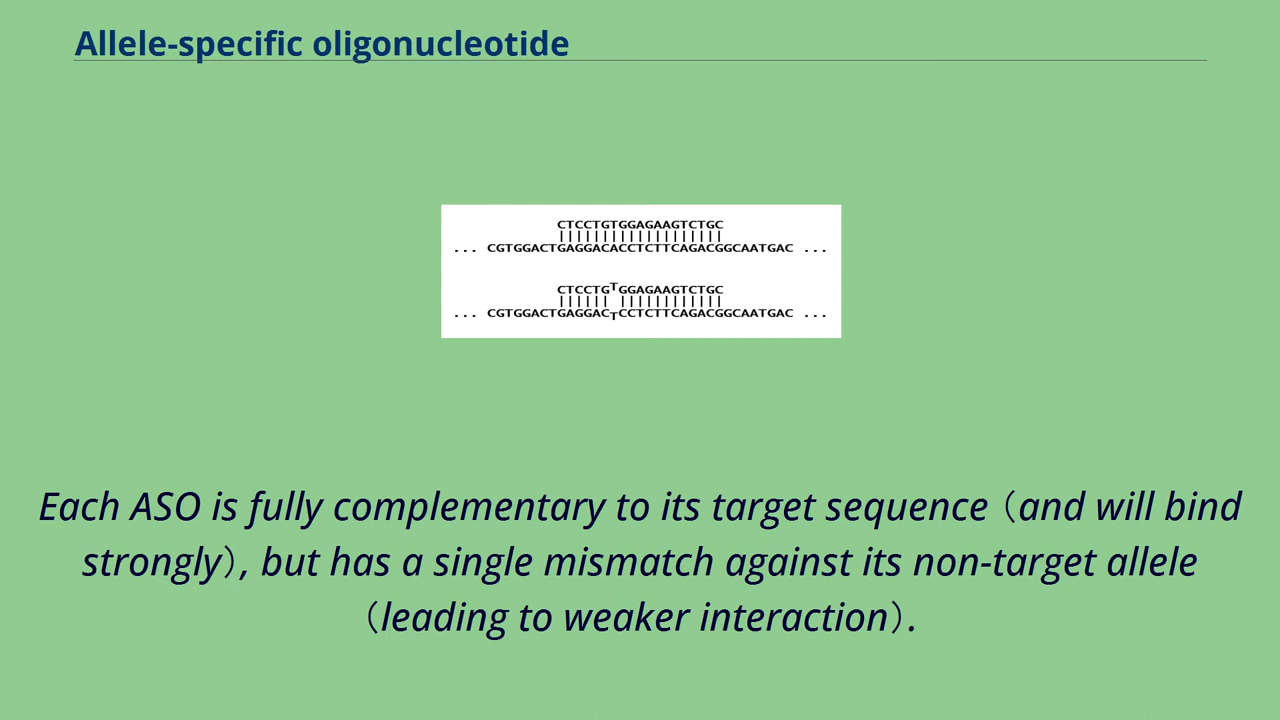 Allele-specific oligonucleotide
CTCCTGTGGAGAAGTCTGC
||||||||||||||||||||
... CGTGGACTGAGGACACCTCTTCAGACGGCAATGAC ...
CTCCTGTGGAGAAGTCTGC
|||||| ||||||||||||
... CGTGGACTGAGGACTCCTCTTCAGACGGCAATGAC ...
Each ASO is fully complementary to its target sequence (and will bind
strongly), but has a single mismatch against its non-target allele
(leading to weaker interaction).